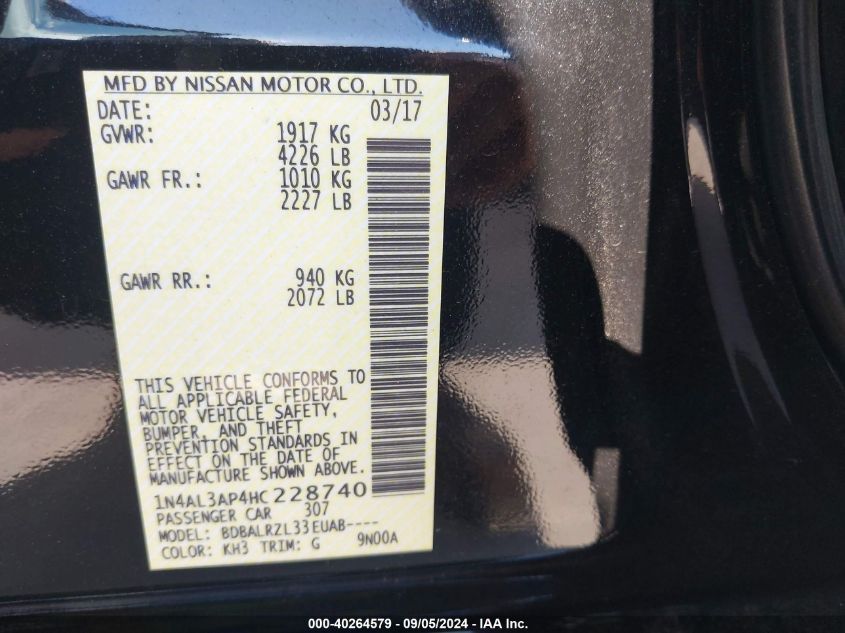 MFD BY NISSAN MOTOR CO., LTD.
DATE: 03/17
GVWR: 1917 KG
4226 LB
GAWR FR.: 1010 KG
2227 LB
GAWR RR.: 940 KG
2072 LB
THIS VEHICLE CONFORMS TO
ALL APPLICABLE FEDERAL
MOTOR VEHICLE SAFETY,
BUMPER, AND THEFT
PREVENTION STANDARDS IN
EFFECT ON THE DATE OF
MANUFACTURE SHOWN ABOVE.
1N4AL3AP4HC228740
PASSENGER CAR 307
MODEL: BDBALRZL33EUAB----
COLOR: KH3 TRIM: G 9N00A
000-40264579 - 09/05/2024 - IAA Inc.